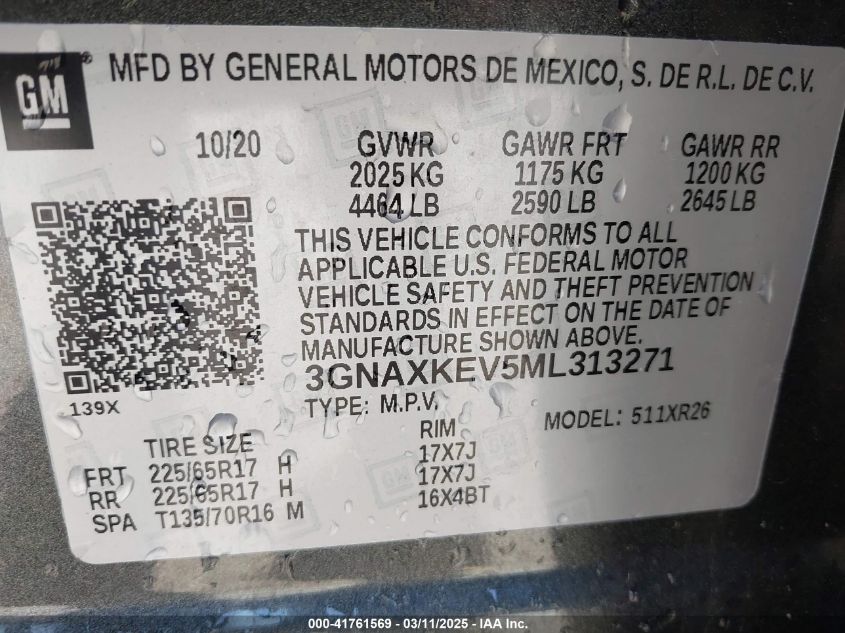 GM ® MFD BY GENERAL MOTORS DE MEXICO, S. DE R.L. DE C.V.
10/20 GVWR GAWR FRT GAWR RR
2025 KG 1175 KG 1200 KG
4464 LB 2590 LB 2645 LB
THIS VEHICLE CONFORMS TO ALL
APPLICABLE U.S. FEDERAL MOTOR
VEHICLE SAFETY AND THEFT PREVENTION
STANDARDS IN EFFECT ON THE DATE OF
MANUFACTURE SHOWN ABOVE.
3GNAXKEV5ML313271
139X TYPE: M.P.V. MODEL: 511XR26
TIRE SIZE RIM
FRT 225/65R17 H 17X7J
RR 225/65R17 H 17X7J
SPA T135/70R16 M 16X4BT
000-41761569 - 03/11/2025 - IAA Inc.